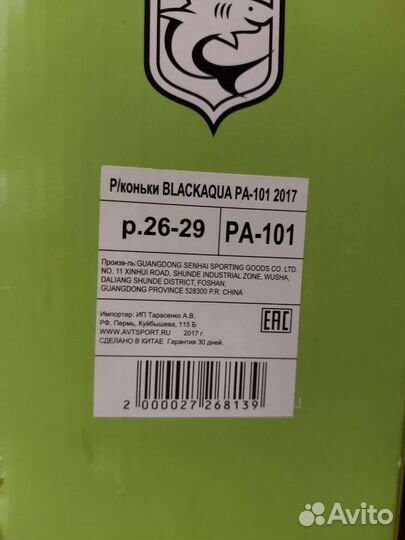 Р/коньки BLACKAQUA PA-101 2017
р.26-29
PA-101
Произв-ль:GUANGDONG SENHAI SPORTING GOODS CO. LTD.
NO. 11 XINHUI ROAD, SHUNDE INDUSTRIAL ZONE, WUSHA,
DALIANG SHUNDE DISTRICT, FOSHAN,
GUANGDONG PROVINCE 528300 P.R. CHINA
Импортер: ИП Тарасенко А.В.
РФ, Пермь, Куйбышева, 115 Б
WWW.AVTSPORT.RU 2017 г.
СДЕЛАНО В КИТАЕ Гарантия 30 дней.
EAC
2 000027 268139
Avito